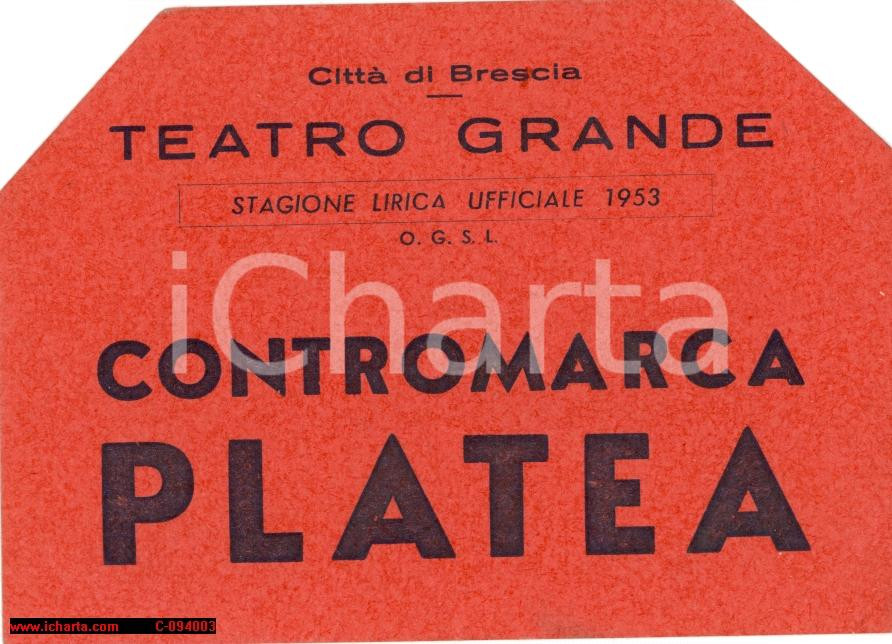 Città di Brescia
TEATRO GRANDE
STAGIONE LIRICA UFFICIALE 1953
O. G. S. L.
iCharta
CONTROMARCA
PLATEA
www.icharta.com C-094003